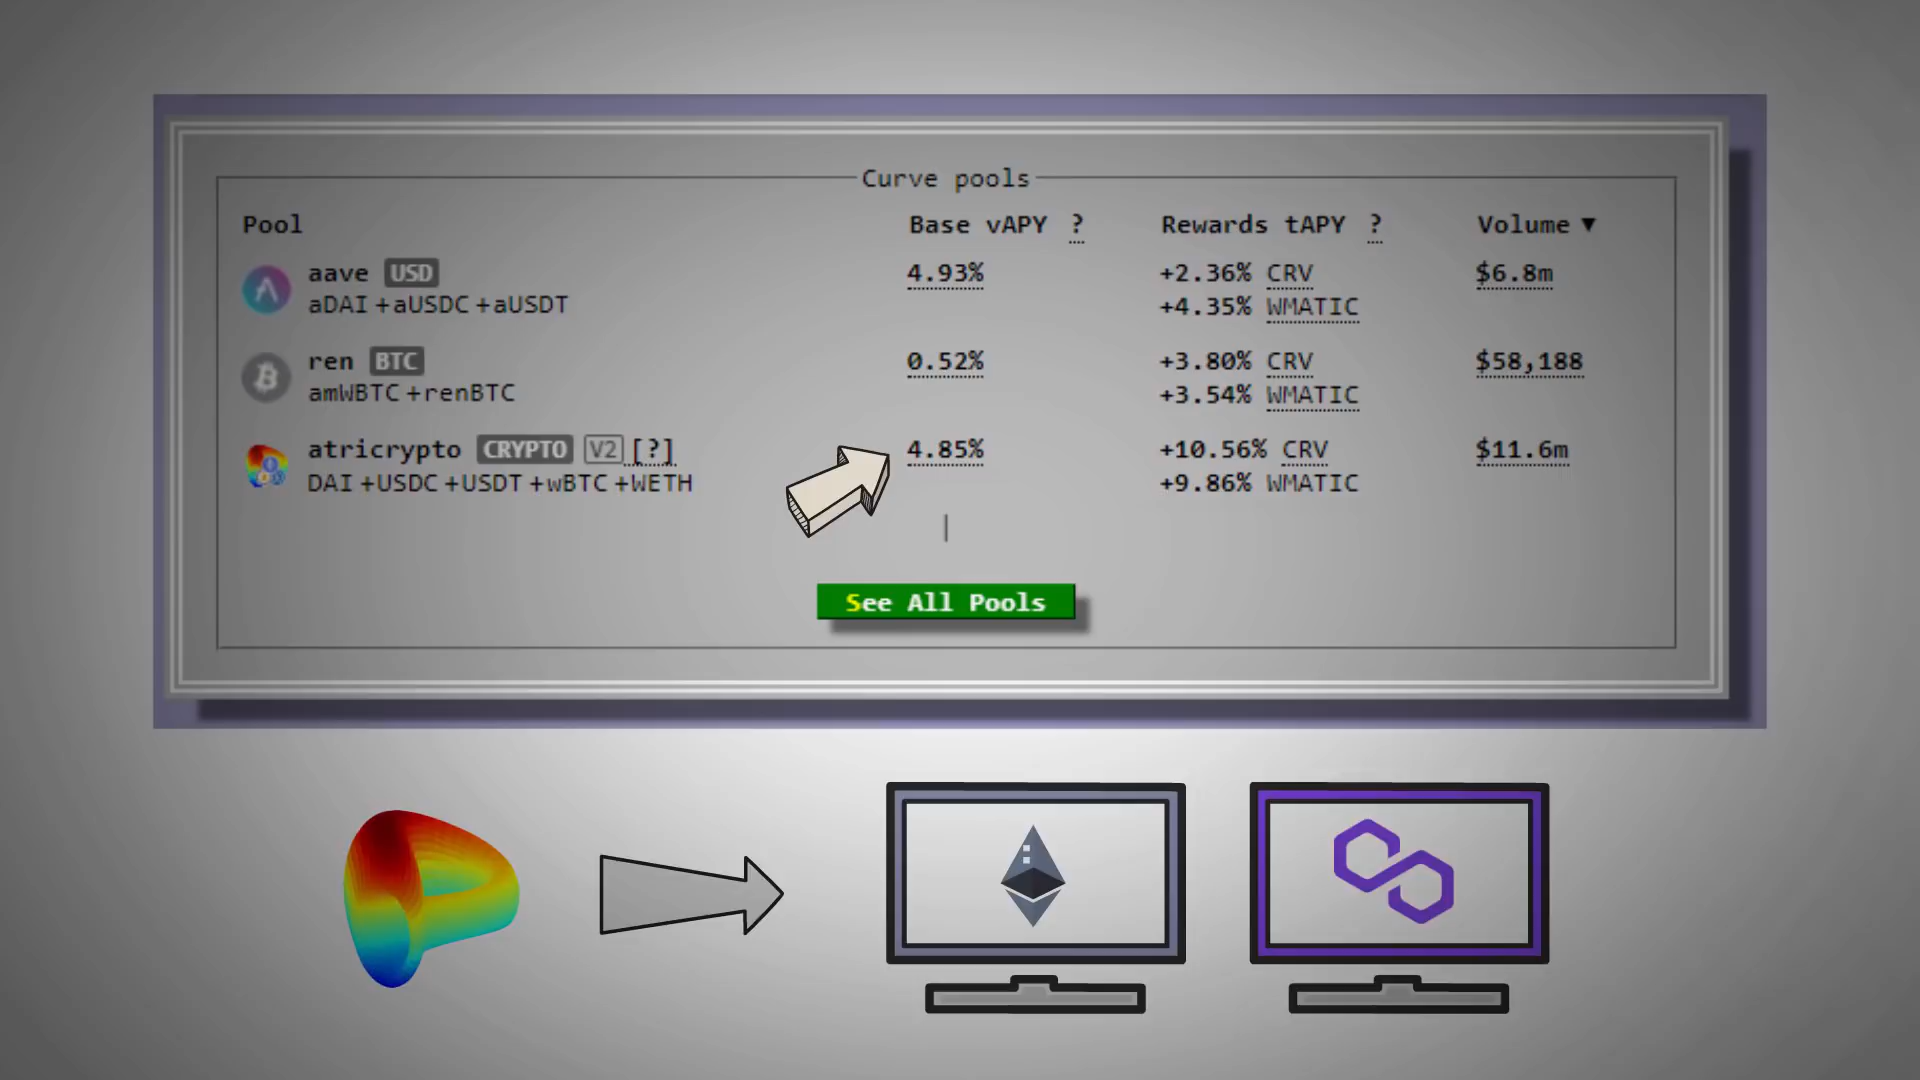 Curve pools
Pool Base vAPY ? Rewards tAPY ? Volume ▼
aave USD 4.93% +2.36% CRV $6.8m
aDAI+aUSDC+aUSDT +4.35% WMATIC
ren BTC 0.52% +3.80% CRV $58,188
amWBTC+renBTC +3.54% WMATIC
atricrypto CRYPTO V2 [?] 4.85% +10.56% CRV $11.6m
DAI+USDC+USDT+wBTC+WETH +9.86% WMATIC
See All Pools